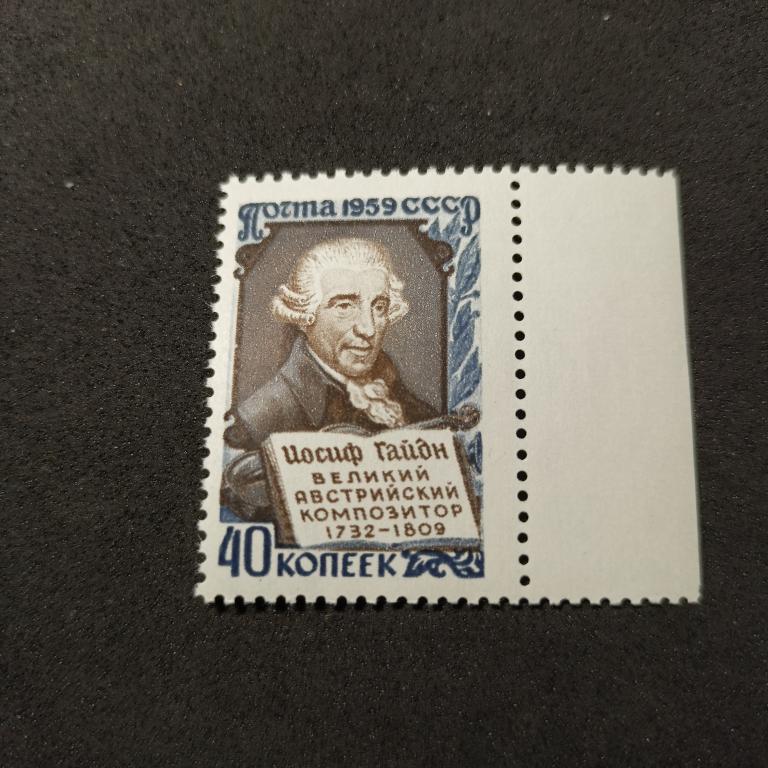 Почта 1959 СССР
Иосиф Гайдн
ВЕЛИКИЙ
АВСТРИЙСКИЙ
КОМПОЗИТОР
1732-1809
40 КОПЕЕК